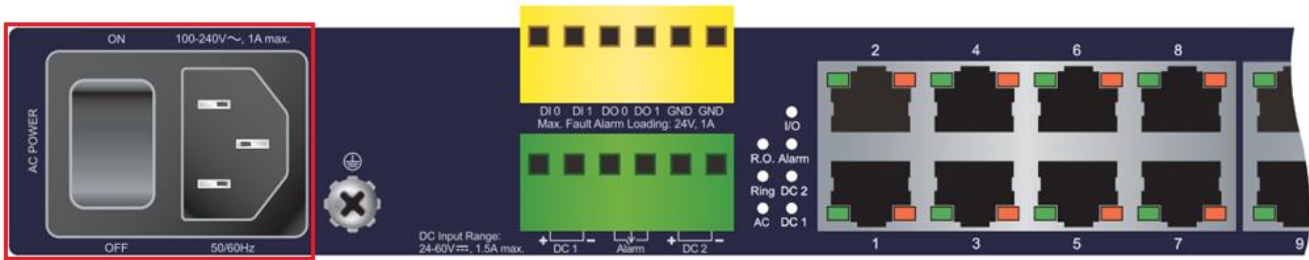 ON 100-240V～, 1A max.
AC POWER
OFF 50/60Hz
DI 0 DI 1 DO 0 DO 1 GND GND
Max. Fault Alarm Loading: 24V, 1A
DC Input Range:
24-60V⎓, 1.5A max.
+ − + −
DC 1 Alarm DC 2
I/O
R.O. Alarm
Ring DC 2
AC DC 1
2 4 6 8
1 3 5 7 9